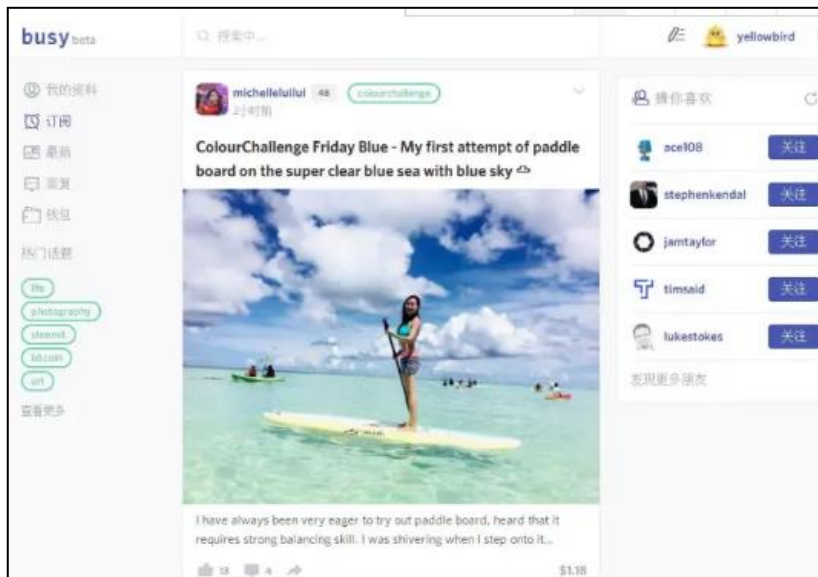 busy beta
搜索中...
yellowbird
我的资料
订阅
最新
回复
钱包
热门话题
life
photography
steemit
bitcoin
art
查看更多
michellelullul 48 colourchallenge
2小时前
ColourChallenge Friday Blue - My first attempt of paddle
board on the super clear blue sea with blue sky
I have always been very eager to try out paddle board, heard that it
requires strong balancing skill. I was shivering when I step onto it...
13 4 $1.18
猜你喜欢
ace108 关注
stephenkendal 关注
jamtaylor 关注
timsaid 关注
lukestokes 关注
发现更多朋友